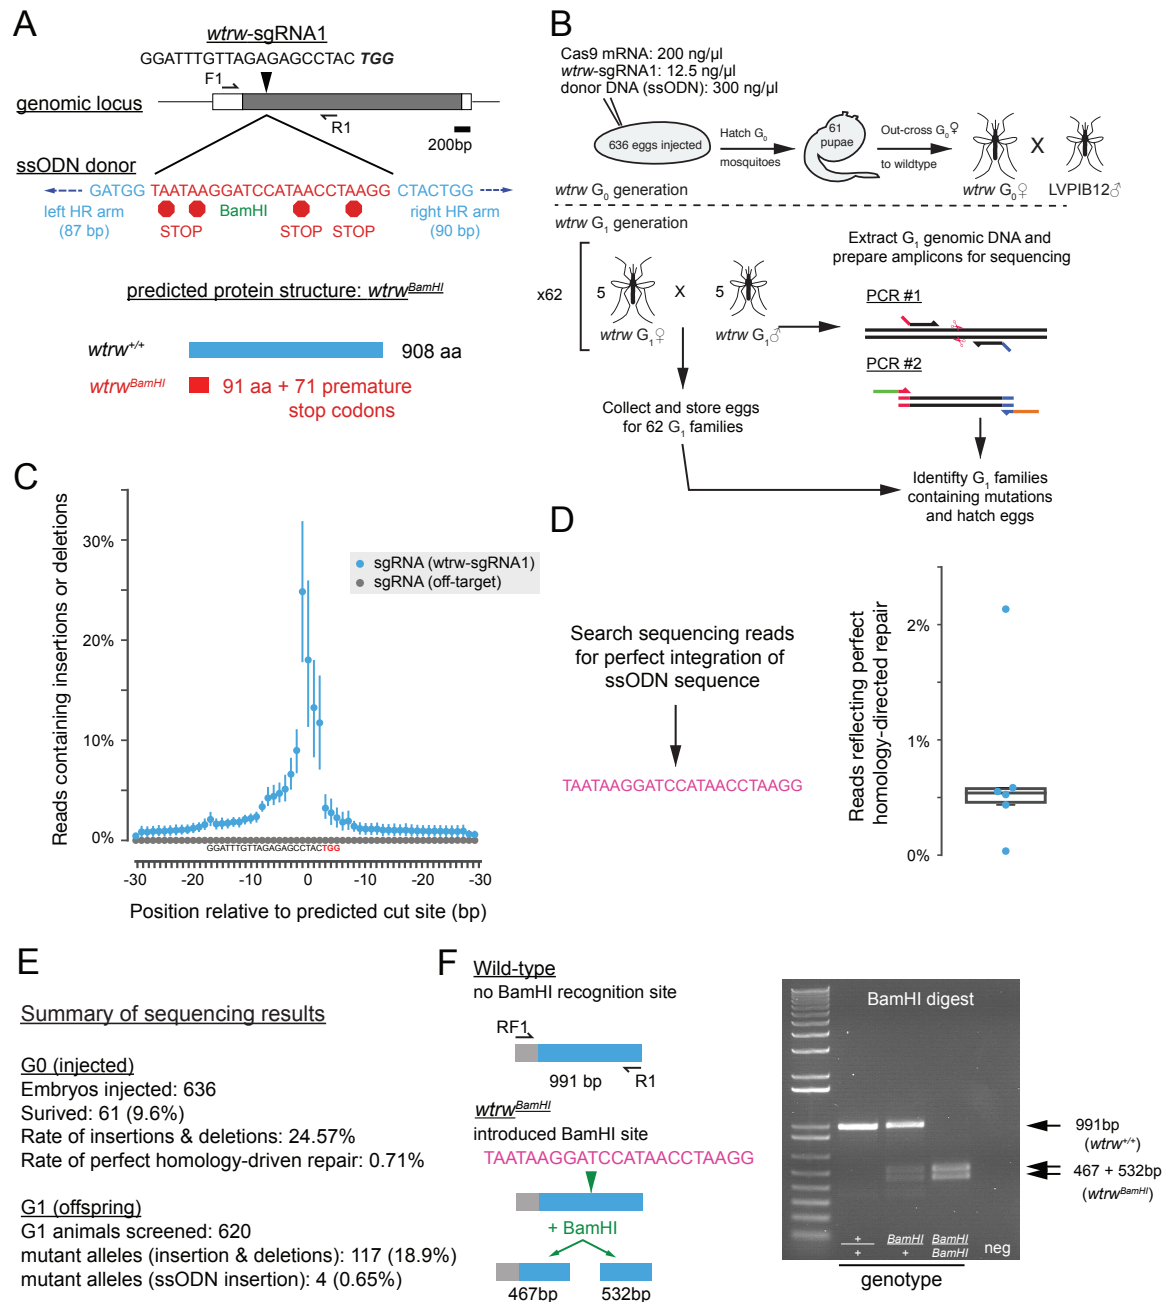 A
wtrw-sgRNA1
GGATTTGTTAGAGAGCCTAC TGG
F1
genomic locus
R1
200bp
ssODN donor
GATGG TAATAAGGATCCATAACCTAAGG CTACTGG
left HR arm
(87 bp)
BamHI
right HR arm
(90 bp)
STOP
STOP
STOP
predicted protein structure: wtrwBamHI
wtrw+/+
908 aa
wtrwBamHI
91 aa + 71 premature
stop codons
B
Cas9 mRNA: 200 ng/µl
wtrw-sgRNA1: 12.5 ng/µl
donor DNA (ssODN): 300 ng/µl
636 eggs injected
Hatch G0
mosquitoes
61
pupae
Out-cross G0♀
to wildtype
X
wtrw G0♀
LVPIB12♂
wtrw G0 generation
wtrw G1 generation
x62
5
X
5
wtrw G1♀
wtrw G1♂
Extract G1 genomic DNA and
prepare amplicons for sequencing
PCR #1
PCR #2
Collect and store eggs
for 62 G1 families
Identifty G1 families
containing mutations
and hatch eggs
C
Reads containing insertions or deletions
30%
20%
10%
0%
sgRNA (wtrw-sgRNA1)
sgRNA (off-target)
GGATTTGTTAGAGAGCCTACTGG
-30
-20
-10
0
-10
-20
-30
Position relative to predicted cut site (bp)
D
Search sequencing reads
for perfect integration of
ssODN sequence
TAATAAGGATCCATAACCTAAGG
Reads reflecting perfect
homology-directed repair
2%
1%
0%
E
Summary of sequencing results
G0 (injected)
Embryos injected: 636
Surived: 61 (9.6%)
Rate of insertions & deletions: 24.57%
Rate of perfect homology-driven repair: 0.71%
G1 (offspring)
G1 animals screened: 620
mutant alleles (insertion & deletions): 117 (18.9%)
mutant alleles (ssODN insertion): 4 (0.65%)
F
Wild-type
no BamHI recognition site
RF1
991 bp
R1
wtrwBamHI
introduced BamHI site
TAATAAGGATCCATAACCTAAGG
+ BamHI
467bp
532bp
BamHI digest
991bp
(wtrw+/+)
467 + 532bp
(wtrwBamHI)
+
+
BamHI
+
BamHI
BamHI
neg
genotype